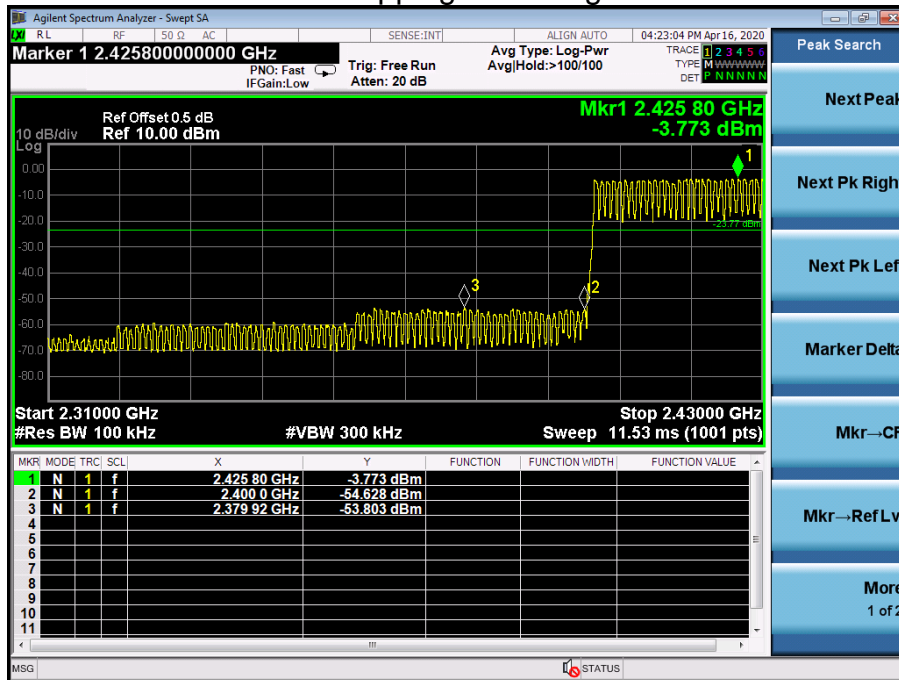 Agilent Spectrum Analyzer - Swept SA
LXI RL RF 50 Ω AC SENSE:INT ALIGN AUTO 04:23:04 PM Apr 16, 2020
Marker 1 2.425800000000 GHz
PNO: Fast
IFGain:Low
Trig: Free Run
Atten: 20 dB
Avg Type: Log-Pwr
Avg|Hold:>100/100
TRACE 1 2 3 4 5 6
TYPE M WWWWW
DET P N N N N N
Peak Search
Next Peak
Next Pk Righ
Next Pk Lef
Marker Delta
Mkr→CF
Mkr→Ref Lv
More
1 of 2
Mkr1 2.425 80 GHz
-3.773 dBm
Ref Offset 0.5 dB
10 dB/div Ref 10.00 dBm
Log
0.00
-10.0
-20.0
-30.0
-40.0
-50.0
-60.0
-70.0
-80.0
1
-23.77 dBm
3
2
Start 2.31000 GHz Stop 2.43000 GHz
#Res BW 100 kHz #VBW 300 kHz Sweep 11.53 ms (1001 pts)
MKR MODE TRC SCL X Y FUNCTION FUNCTION WIDTH FUNCTION VALUE
1 N 1 f 2.425 80 GHz -3.773 dBm
2 N 1 f 2.400 0 GHz -54.628 dBm
3 N 1 f 2.379 92 GHz -53.803 dBm
4
5
6
7
8
9
10
11
MSG STATUS